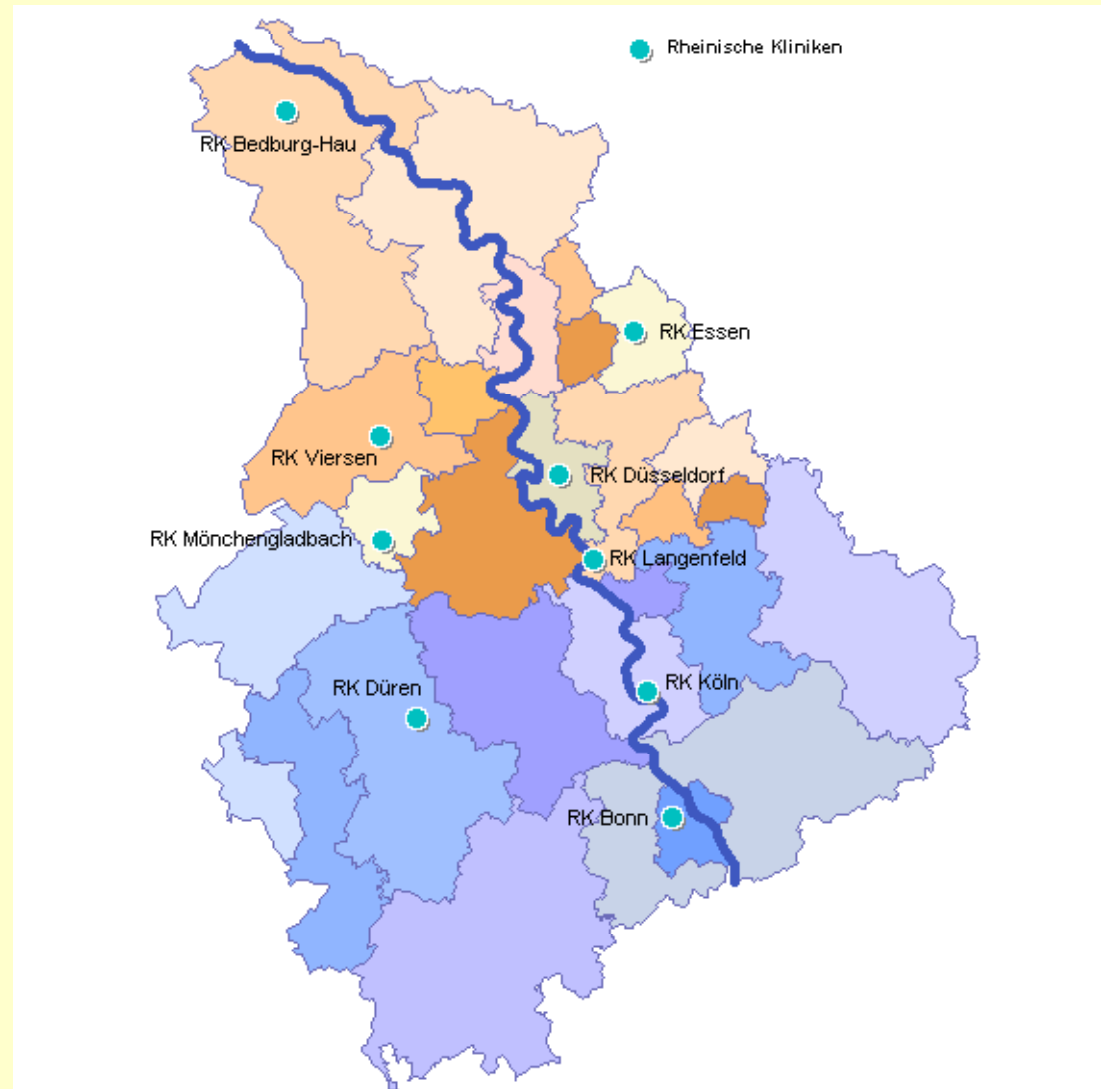 Rheinische Kliniken
RK Bedburg-Hau
RK Essen
RK Viersen
RK Düsseldorf
RK Mönchengladbach
RK Langenfeld
RK Düren
RK Köln
RK Bonn